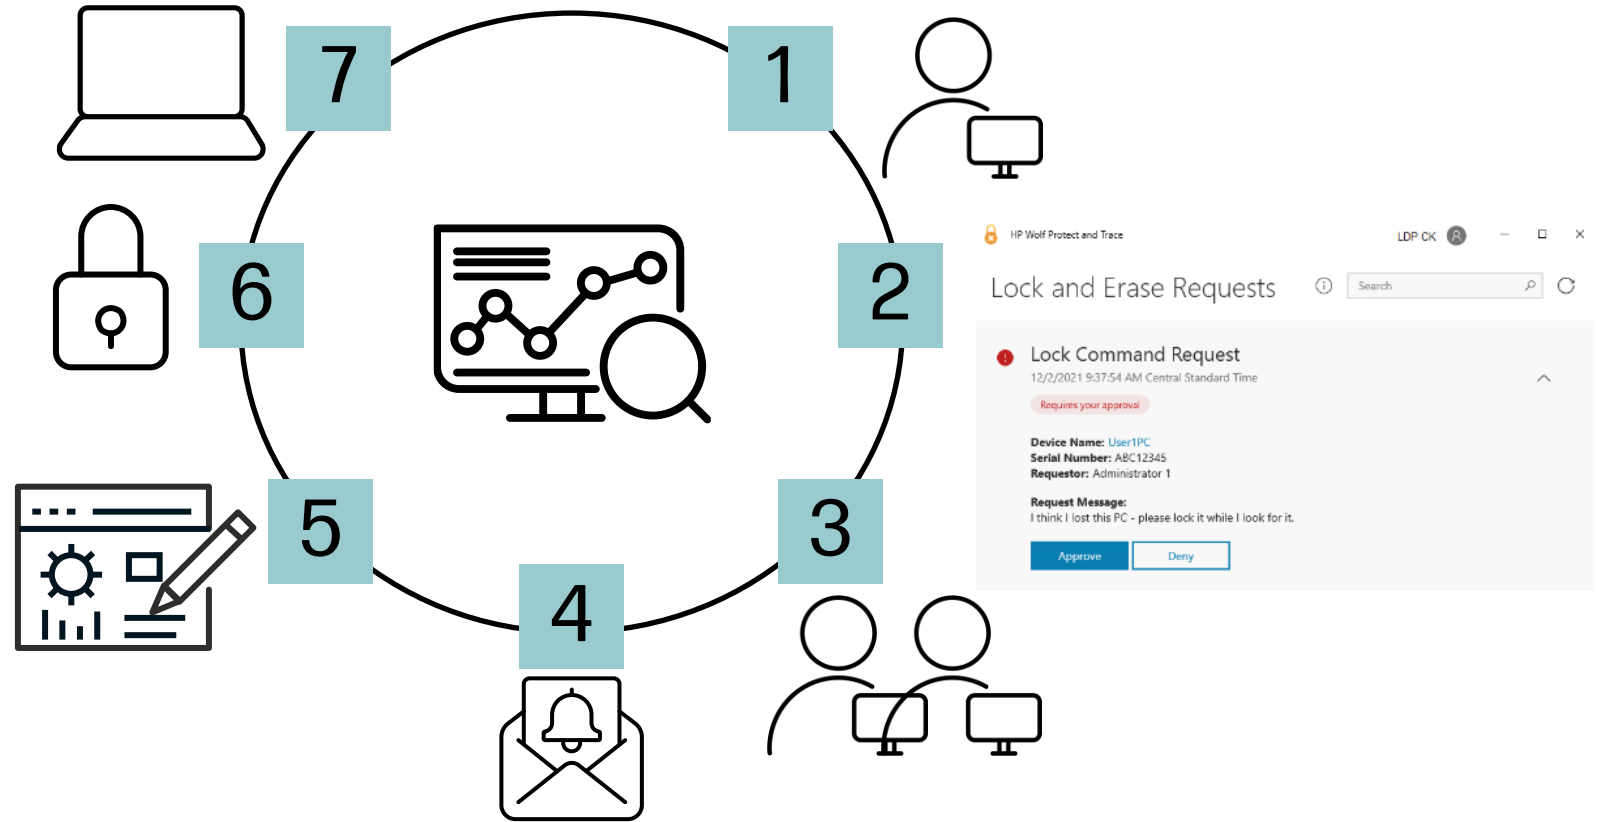 7
1
HP Wolf Protect and Trace
LDP CK
6
2
Lock and Erase Requests
Search
Lock Command Request
12/2/2021 9:37:54 AM Central Standard Time
Requires your approval
Device Name: User1PC
Serial Number: ABC12345
Requestor: Administrator 1
Request Message:
I think I lost this PC - please lock it while I look for it.
5
3
Approve
Deny
4